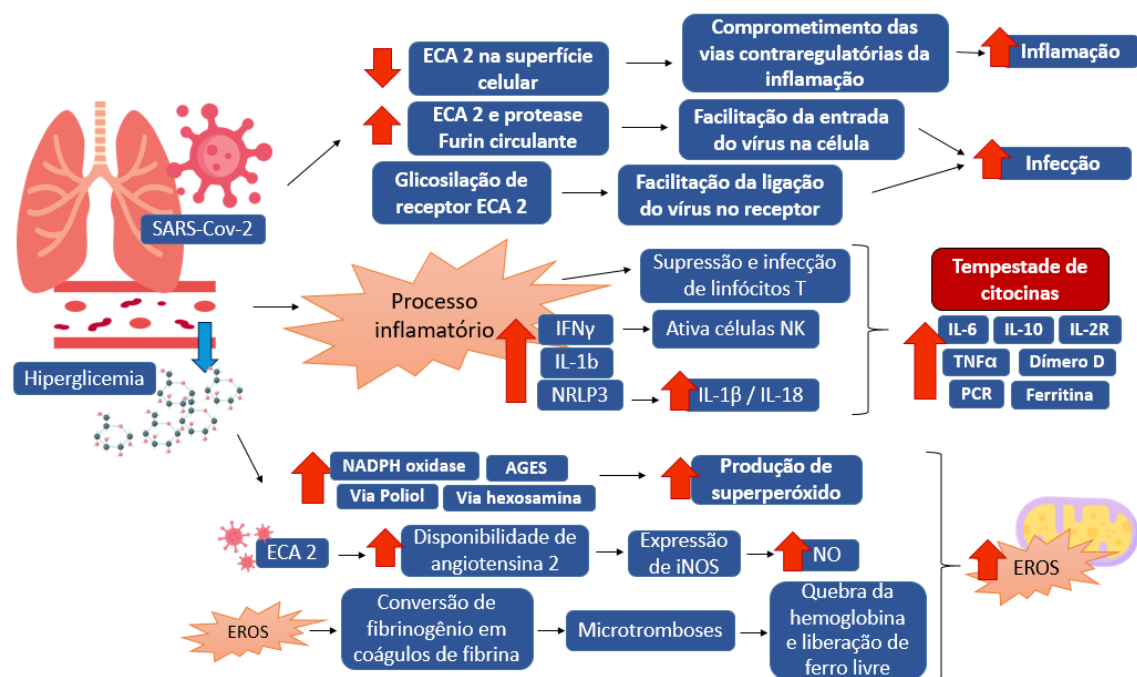 ECA 2 na superfície
celular
Comprometimento das
vias contraregulatórias da
inflamação
Inflamação
ECA 2 e protease
Furin circulante
Facilitação da entrada
do vírus na célula
Infecção
Glicosilação de
receptor ECA 2
Facilitação da ligação
do vírus no receptor
SARS-Cov-2
Processo
inflamatório
Supressão e infecção
de linfócitos T
IFNγ
Ativa células NK
IL-1b
NRLP3
IL-1β / IL-18
Tempestade de
citocinas
IL-6
IL-10
IL-2R
TNFα
Dímero D
PCR
Ferritina
Hiperglicemia
NADPH oxidase
AGES
Via Poliol
Via hexosamina
Produção de
superperóxido
ECA 2
Disponibilidade de
angiotensina 2
Expressão
de iNOS
NO
EROS
EROS
Conversão de
fibrinogênio em
coágulos de fibrina
Microtromboses
Quebra da
hemoglobina
e liberação de
ferro livre